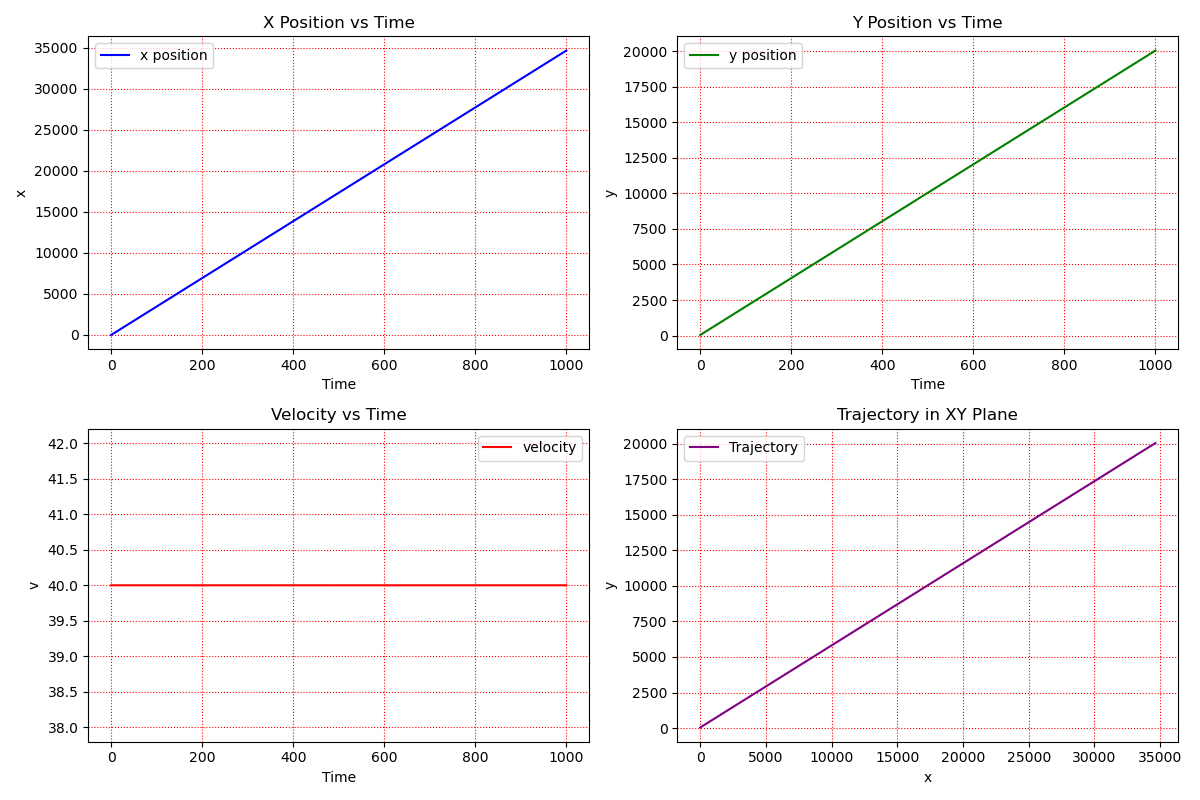 X Position vs Time
x position
35000
30000
25000
20000
15000
10000
5000
0
x
0 200 400 600 800 1000
Time
Y Position vs Time
y position
20000
17500
15000
12500
10000
7500
5000
2500
0
y
0 200 400 600 800 1000
Time
Velocity vs Time
velocity
42.0
41.5
41.0
40.5
40.0
39.5
39.0
38.5
38.0
v
0 200 400 600 800 1000
Time
Trajectory in XY Plane
Trajectory
20000
17500
15000
12500
10000
7500
5000
2500
0
y
0 5000 10000 15000 20000 25000 30000 35000
x